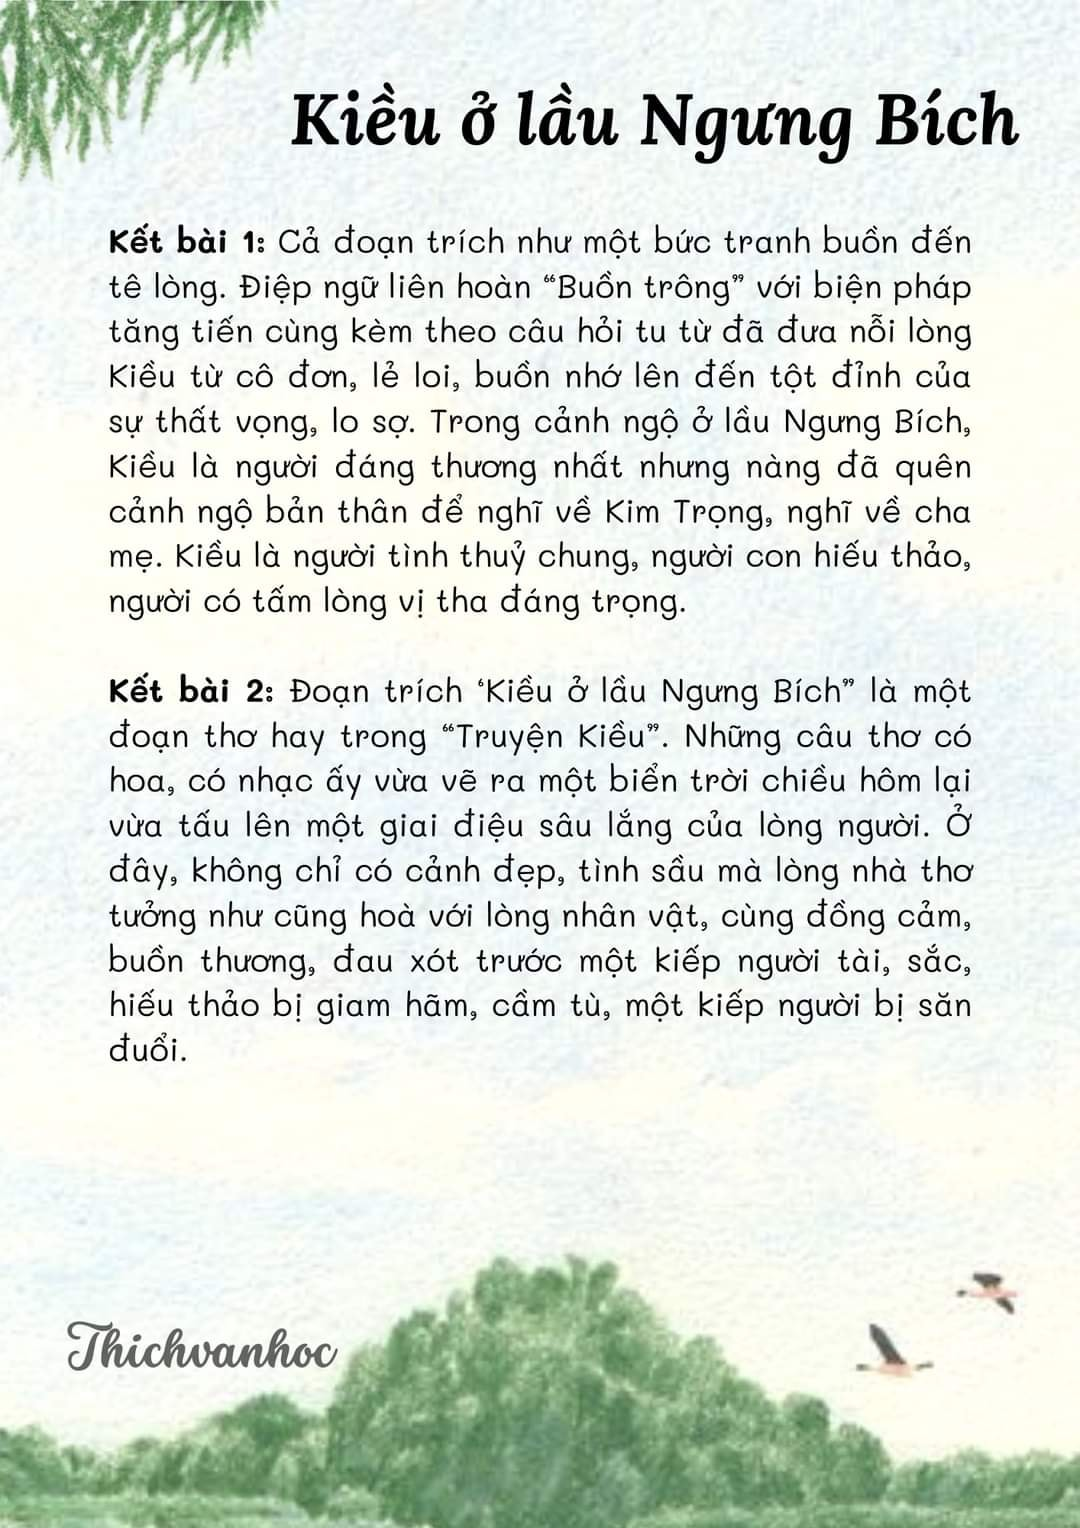 Kiều ở lầu Ngưng Bích
Kết bài 1: Cả đoạn trích như một bức tranh buồn đến
tê lòng. Điệp ngữ liên hoàn “Buồn trông” với biện pháp
tăng tiến cùng kèm theo câu hỏi tu từ đã đưa nỗi lòng
Kiều từ cô đơn, lẻ loi, buồn nhớ lên đến tột đỉnh của
sự thất vọng, lo sợ. Trong cảnh ngộ ở lầu Ngưng Bích,
Kiều là người đáng thương nhất nhưng nàng đã quên
cảnh ngộ bản thân để nghĩ về Kim Trọng, nghĩ về cha
mẹ. Kiều là người tình thuỷ chung, người con hiếu thảo,
người có tấm lòng vị tha đáng trọng.
Kết bài 2: Đoạn trích ‘Kiều ở lầu Ngưng Bích” là một
đoạn thơ hay trong “Truyện Kiều”. Những câu thơ có
hoa, có nhạc ấy vừa vẽ ra một biển trời chiều hôm lại
vừa tấu lên một giai điệu sâu lắng của lòng người. Ở
đây, không chỉ có cảnh đẹp, tình sầu mà lòng nhà thơ
tưởng như cũng hoà với lòng nhân vật, cùng đồng cảm,
buồn thương, đau xót trước một kiếp người tài, sắc,
hiếu thảo bị giam hãm, cầm tù, một kiếp người bị săn
đuổi.
Thichvanhoc